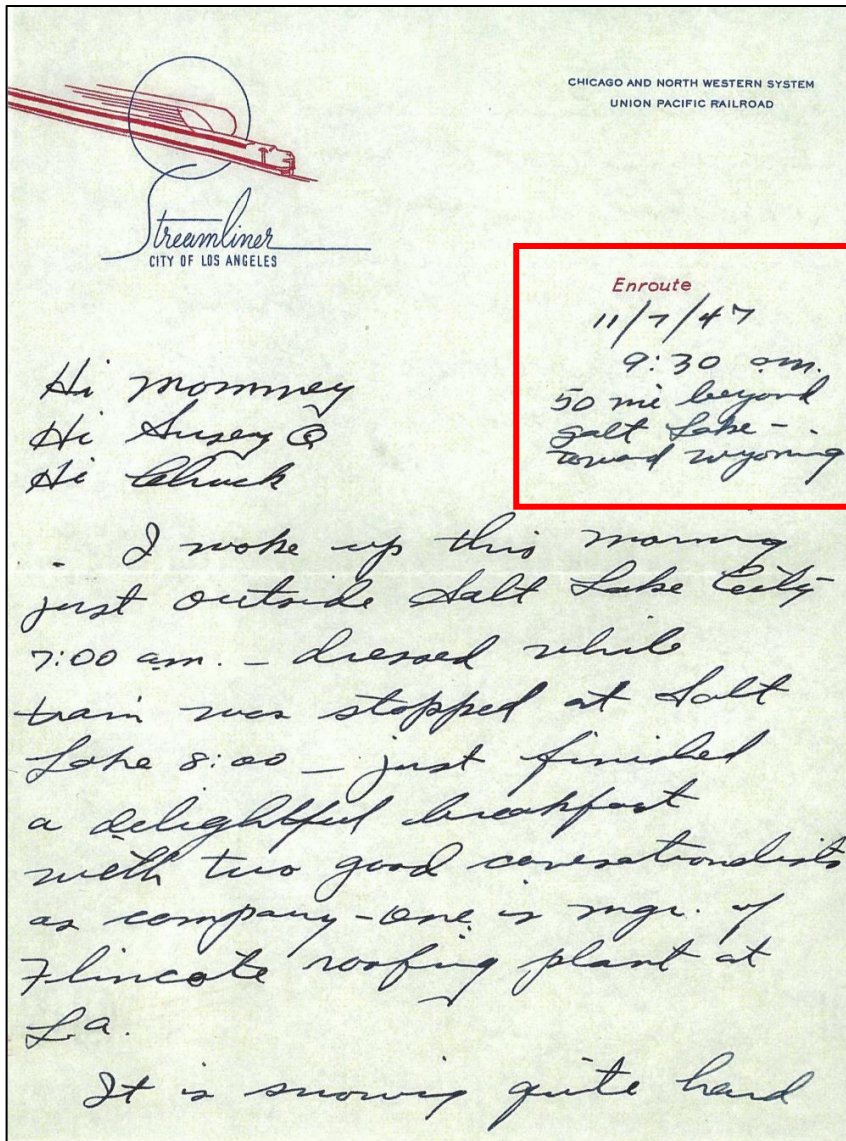 CHICAGO AND NORTH WESTERN SYSTEM
UNION PACIFIC RAILROAD
Streamliner
CITY OF LOS ANGELES
Enroute
11/7/47
9:30 am.
50 mi beyond
Salt Lake -
toward wyoming
Hi mommey
Hi Susey Q
Hi Chuck
I woke up this morning
just outside Salt Lake City
7:00 am. - dressed while
train was stopped at Salt
Lake 8:00 - just finished
a delightful breakfast
with two good conversationalists
as company - one is mgr. of
Flincote roofing plant at
La.
It is snowing quite hard